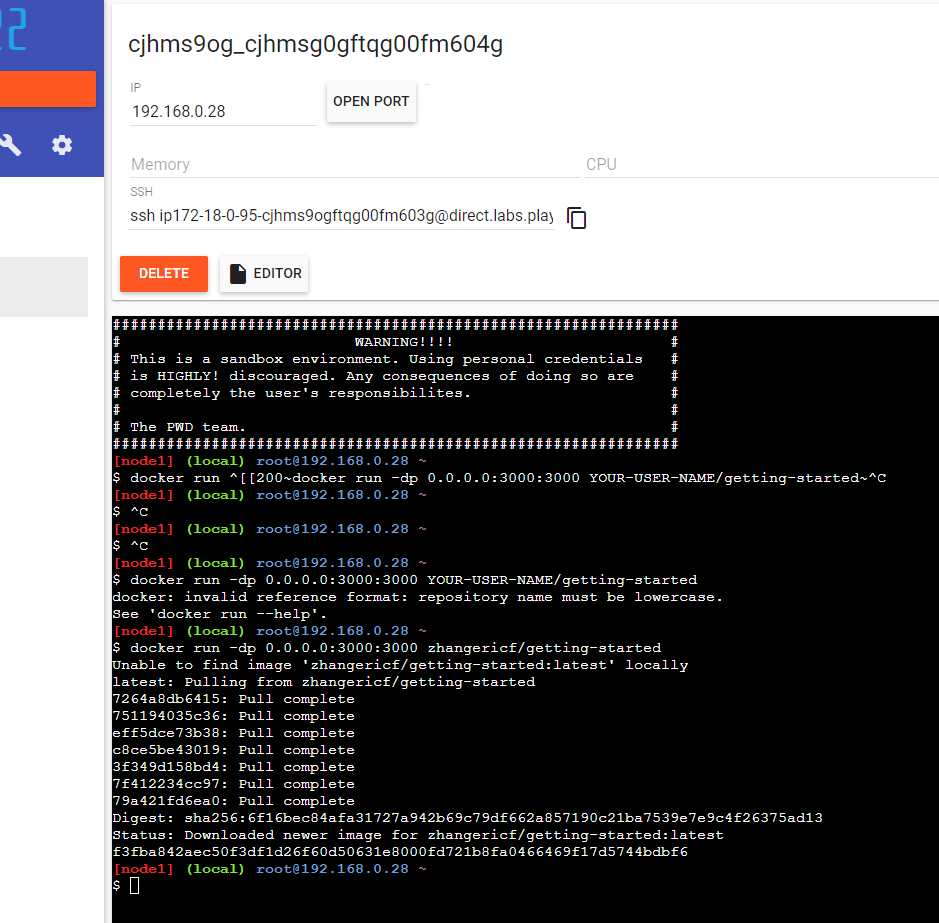 22
cjhms9og_cjhmsg0gftqg00fm604g
IP
192.168.0.28
OPEN PORT
Memory
CPU
SSH
ssh ip172-18-0-95-cjhms9ogftqg00fm603g@direct.labs.play
DELETE
EDITOR
###############################################################
#                          WARNING!!!!                        #
# This is a sandbox environment. Using personal credentials   #
# is HIGHLY! discouraged. Any consequences of doing so are    #
# completely the user's responsibilites.                      #
#                                                             #
# The PWD team.                                               #
###############################################################
[node1] (local) root@192.168.0.28 ~
$ docker run ^[[200~docker run -dp 0.0.0.0:3000:3000 YOUR-USER-NAME/getting-started~^C
[node1] (local) root@192.168.0.28 ~
$ ^C
[node1] (local) root@192.168.0.28 ~
$ ^C
[node1] (local) root@192.168.0.28 ~
$ docker run -dp 0.0.0.0:3000:3000 YOUR-USER-NAME/getting-started
docker: invalid reference format: repository name must be lowercase.
See 'docker run --help'.
[node1] (local) root@192.168.0.28 ~
$ docker run -dp 0.0.0.0:3000:3000 zhangericf/getting-started
Unable to find image 'zhangericf/getting-started:latest' locally
latest: Pulling from zhangericf/getting-started
7264a8db6415: Pull complete
751194035c36: Pull complete
eff5dce73b38: Pull complete
c8ce5be43019: Pull complete
3f349d158bd4: Pull complete
7f412234cc97: Pull complete
79a421fd6ea0: Pull complete
Digest: sha256:6f16bec84afa31727a942b69c79df662a857190c21ba7539e7e9c4f26375ad13
Status: Downloaded newer image for zhangericf/getting-started:latest
f3fba842aec50f3df1d26f60d50631e8000fd721b8fa0466469f17d5744bdbf6
[node1] (local) root@192.168.0.28 ~
$